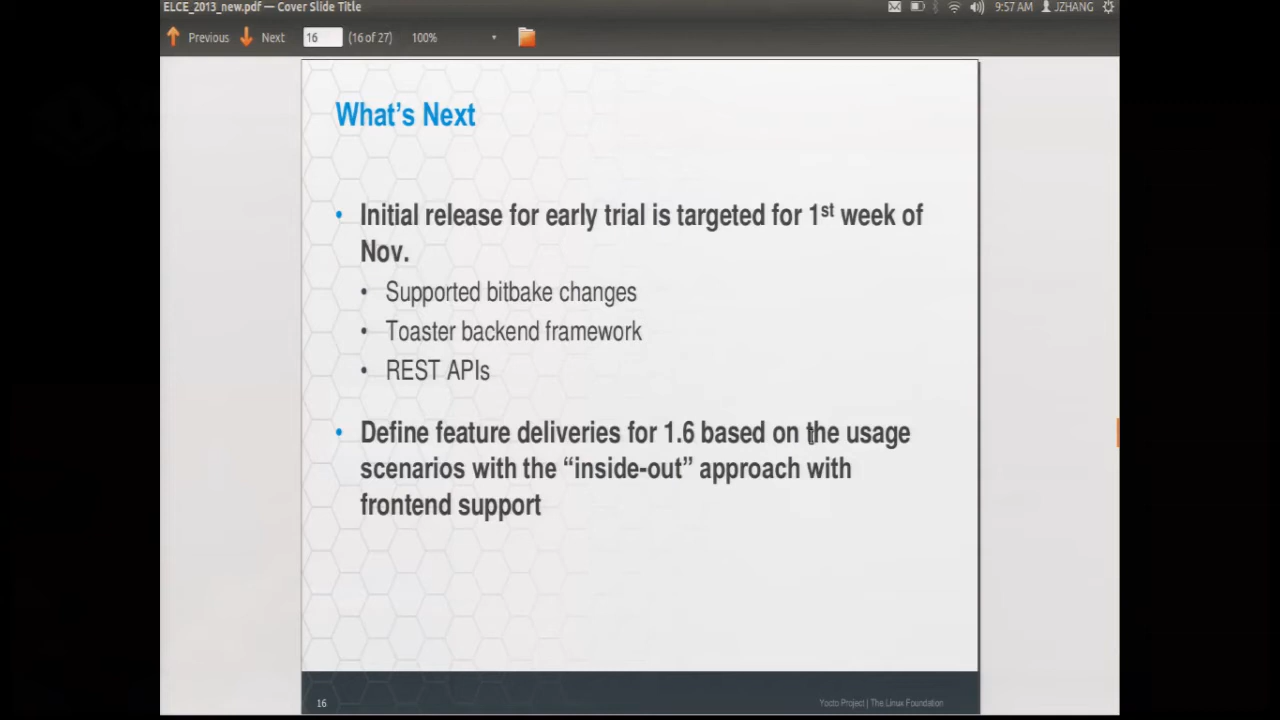 ELCE_2013_new.pdf — Cover Slide Title
9:57 AM JZHANG
Previous Next 16 (16 of 27) 100%
What's Next
• Initial release for early trial is targeted for 1st week of
Nov.
• Supported bitbake changes
• Toaster backend framework
• REST APIs
• Define feature deliveries for 1.6 based on the usage
scenarios with the “inside-out” approach with
frontend support
16
Yocto Project | The Linux Foundation